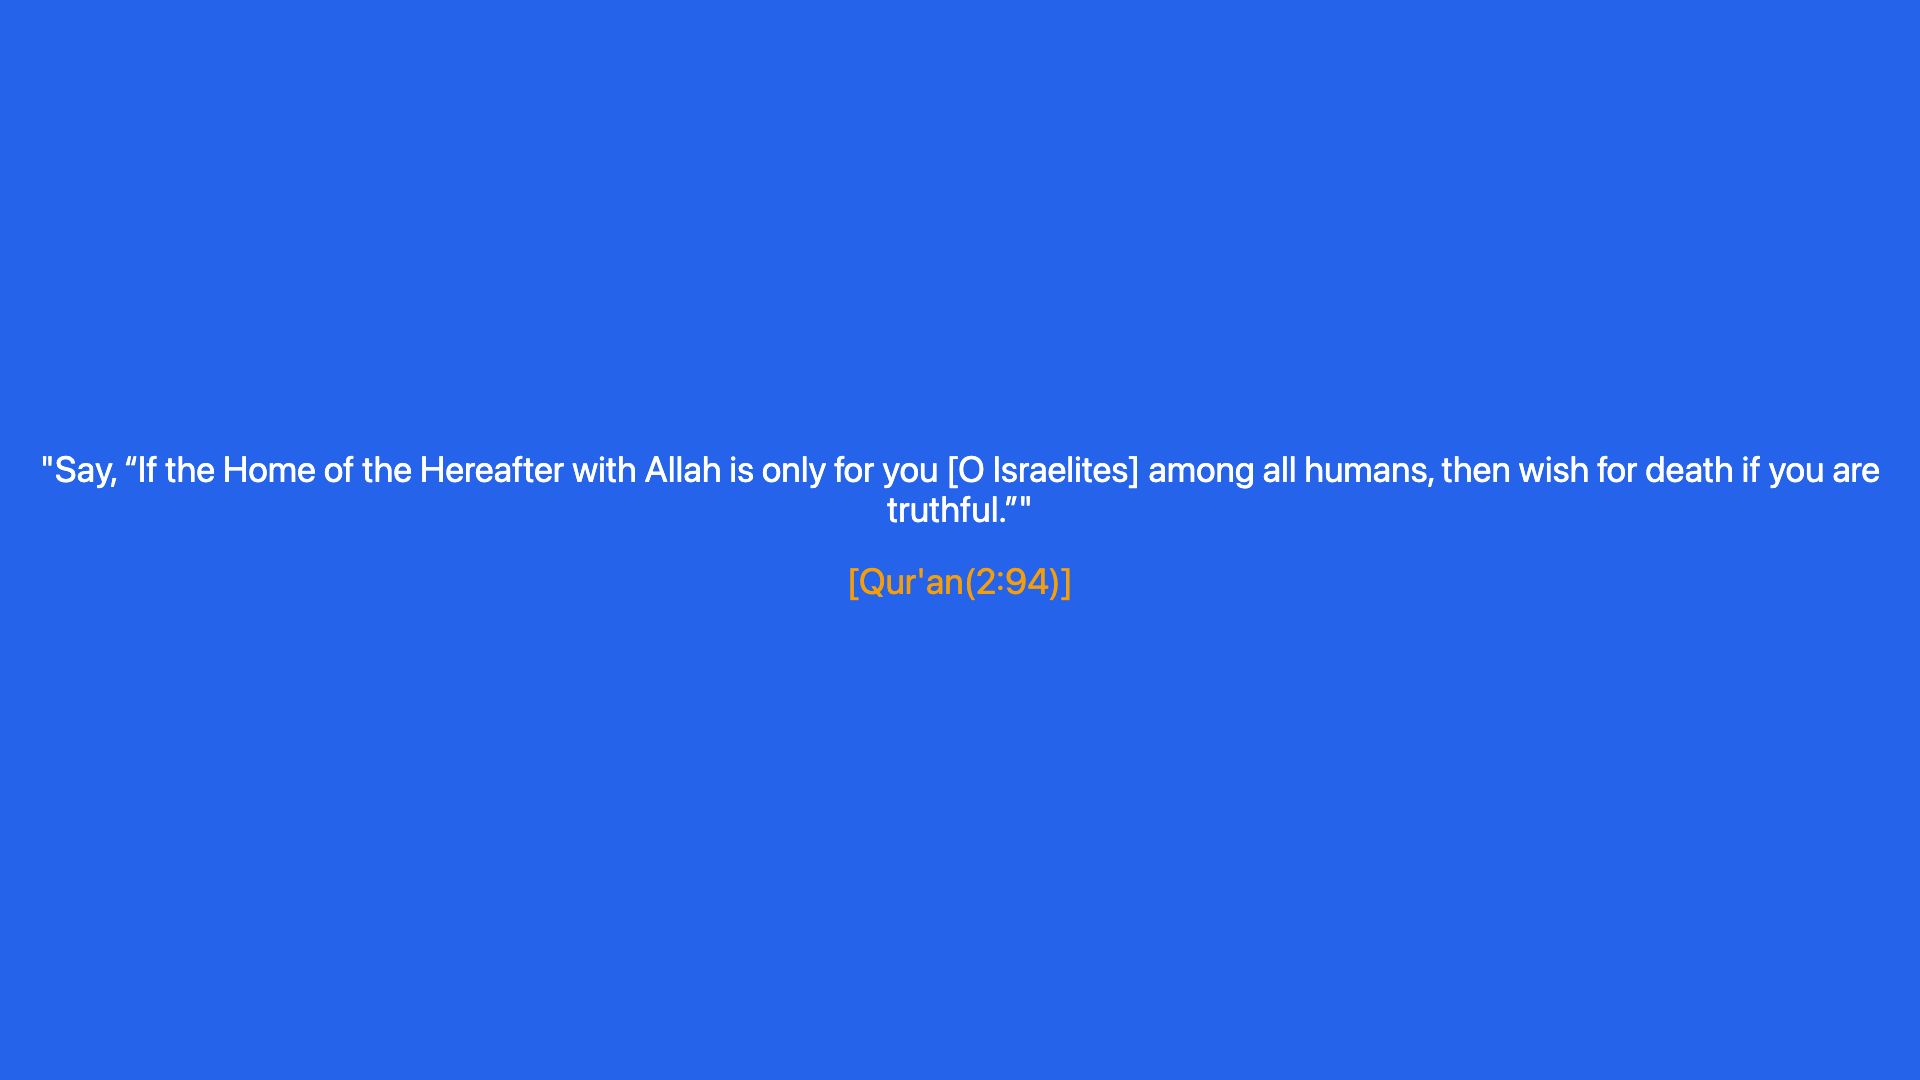 "Say, “If the Home of the Hereafter with Allah is only for you [O Israelites] among all humans, then wish for death if you are
truthful.”"
[Qur'an(2:94)]